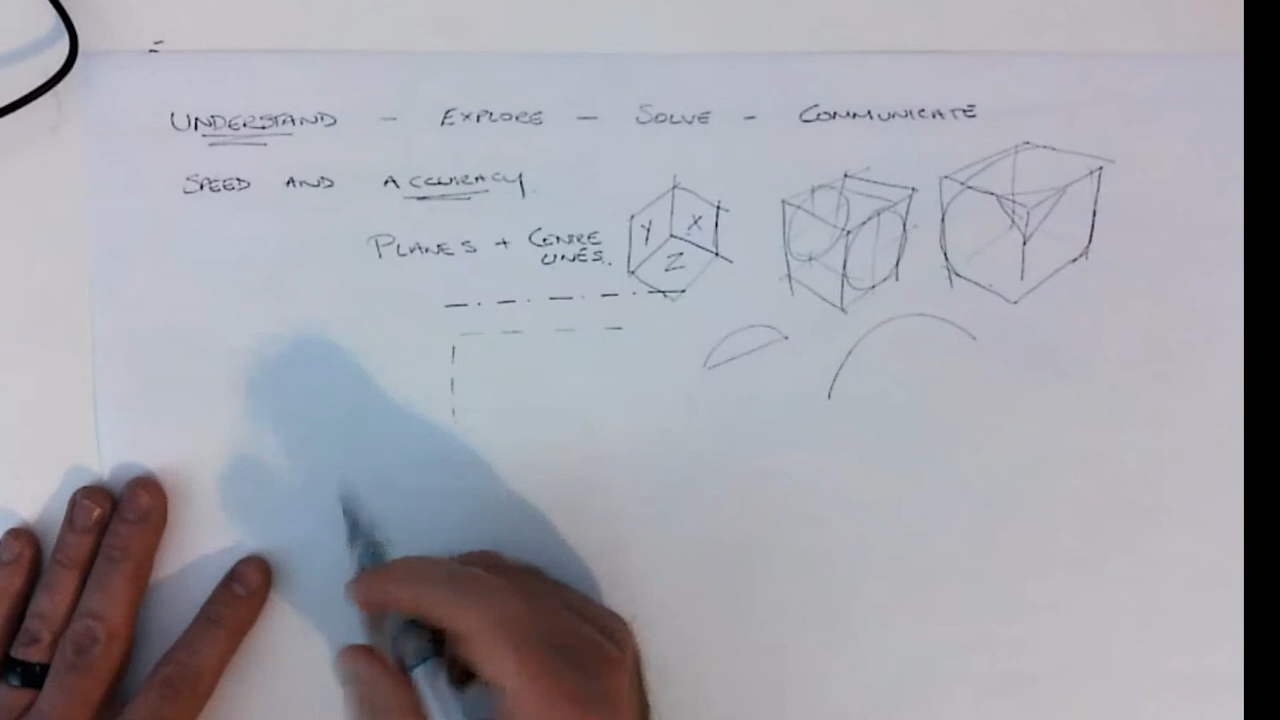 UNDERSTAND - EXPLORE - SOLVE - COMMUNICATE
SPEED AND ACCURACY.
PLANES + CENTRE
LINES.
Y X
Z